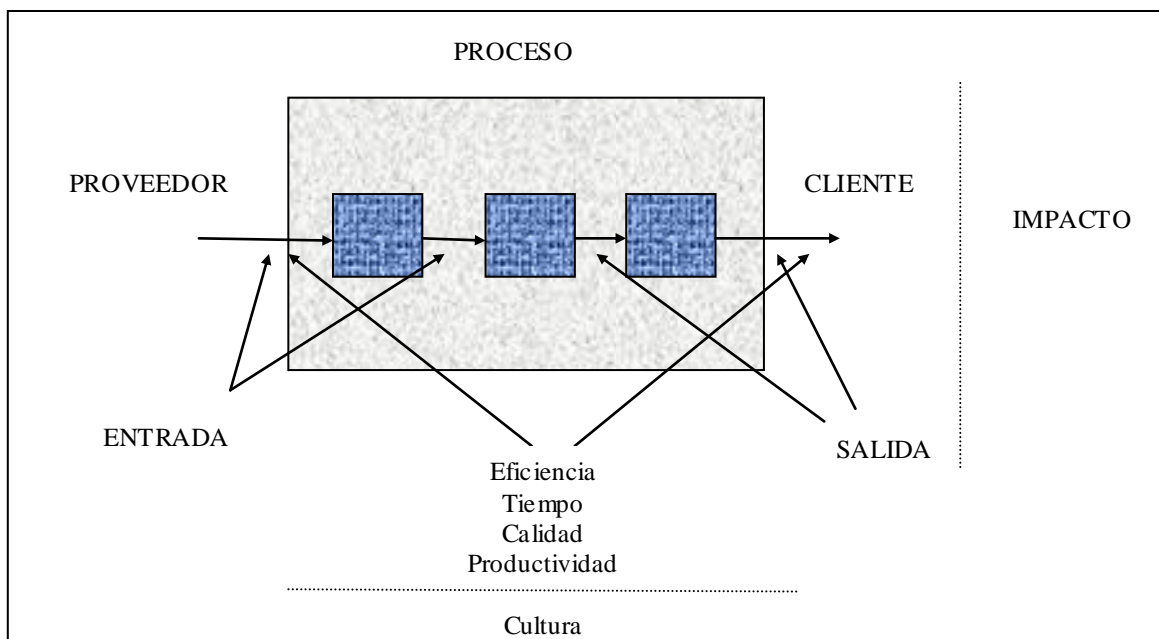 PROCESO
PROVEEDOR
CLIENTE
IMPACTO
ENTRADA
SALIDA
Eficiencia
Tiempo
Calidad
Productividad
Cultura